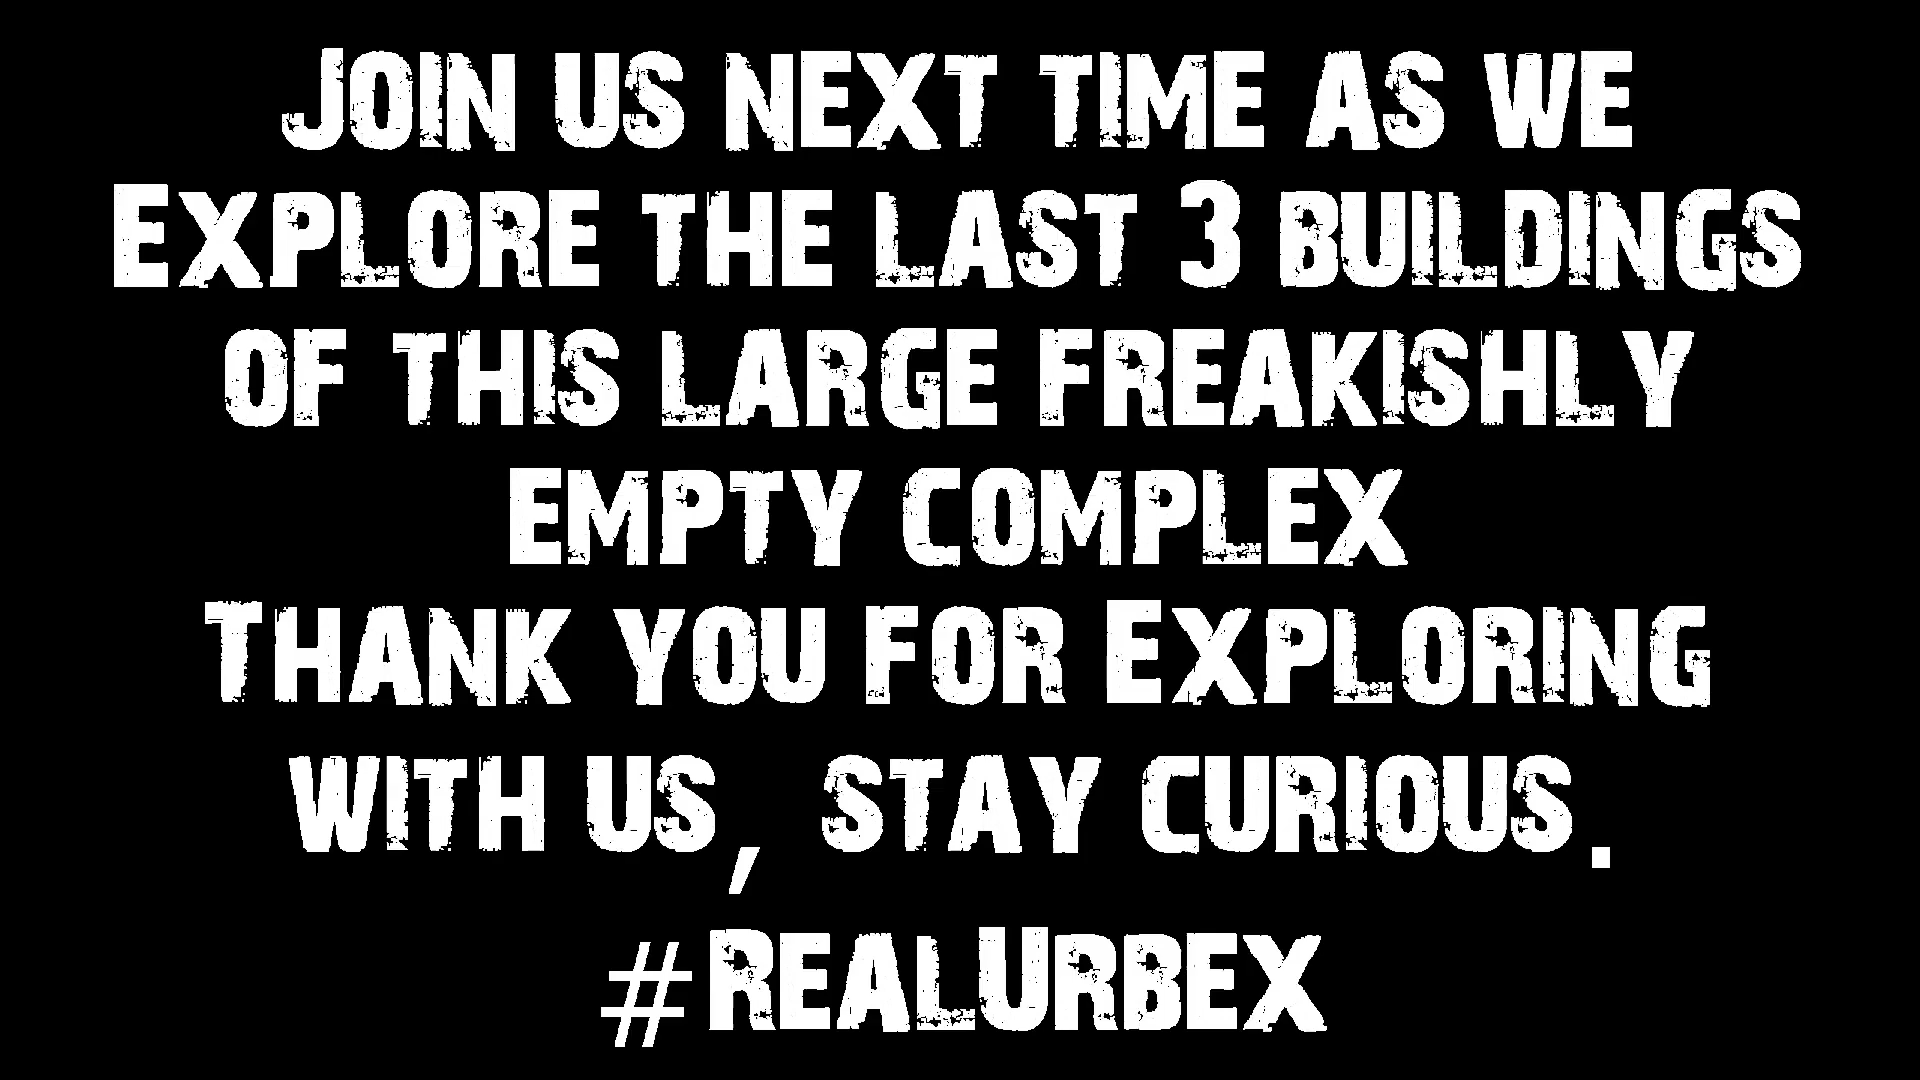 Join us next time as we
Explore the last 3 buildings
of this large freakishly
empty complex
Thank you for Exploring
with us, stay curious.
#RealUrbex